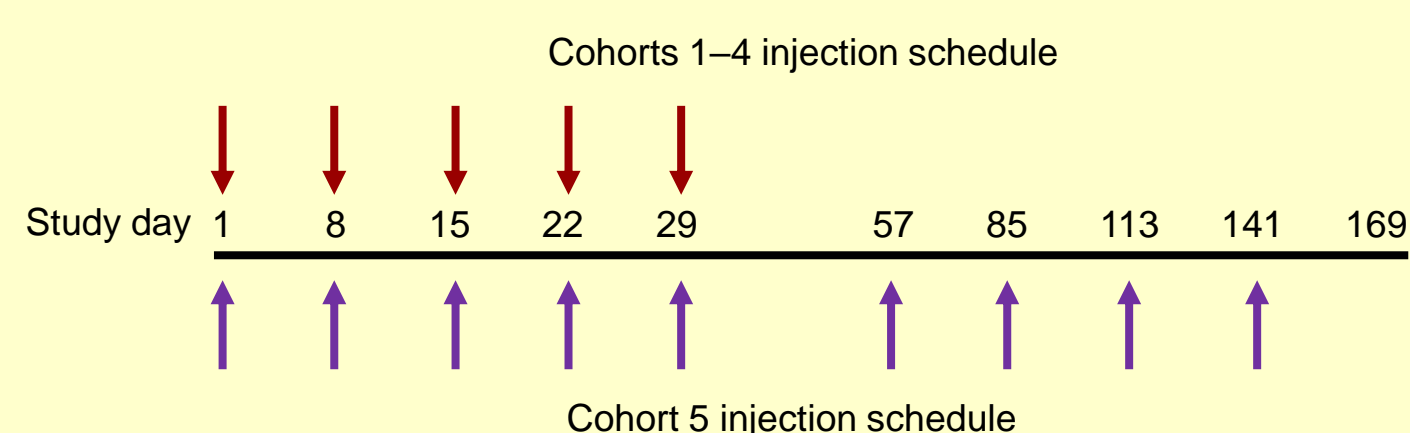 Cohorts 1–4 injection schedule
Study day 1 8 15 22 29 57 85 113 141 169
Cohort 5 injection schedule